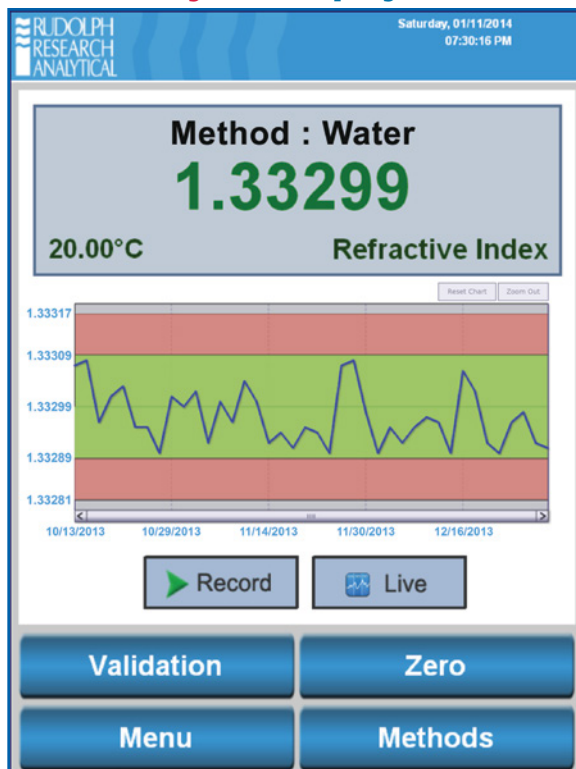 RUDOLPH
RESEARCH
ANALYTICAL
Saturday, 01/11/2014
07:30:16 PM
Method : Water
1.33299
20.00°C Refractive Index
Reset Chart Zoom Out
1.33317
1.33309
1.33299
1.33289
1.33281
10/13/2013 10/29/2013 11/14/2013 11/30/2013 12/16/2013
Record Live
Validation Zero
Menu Methods